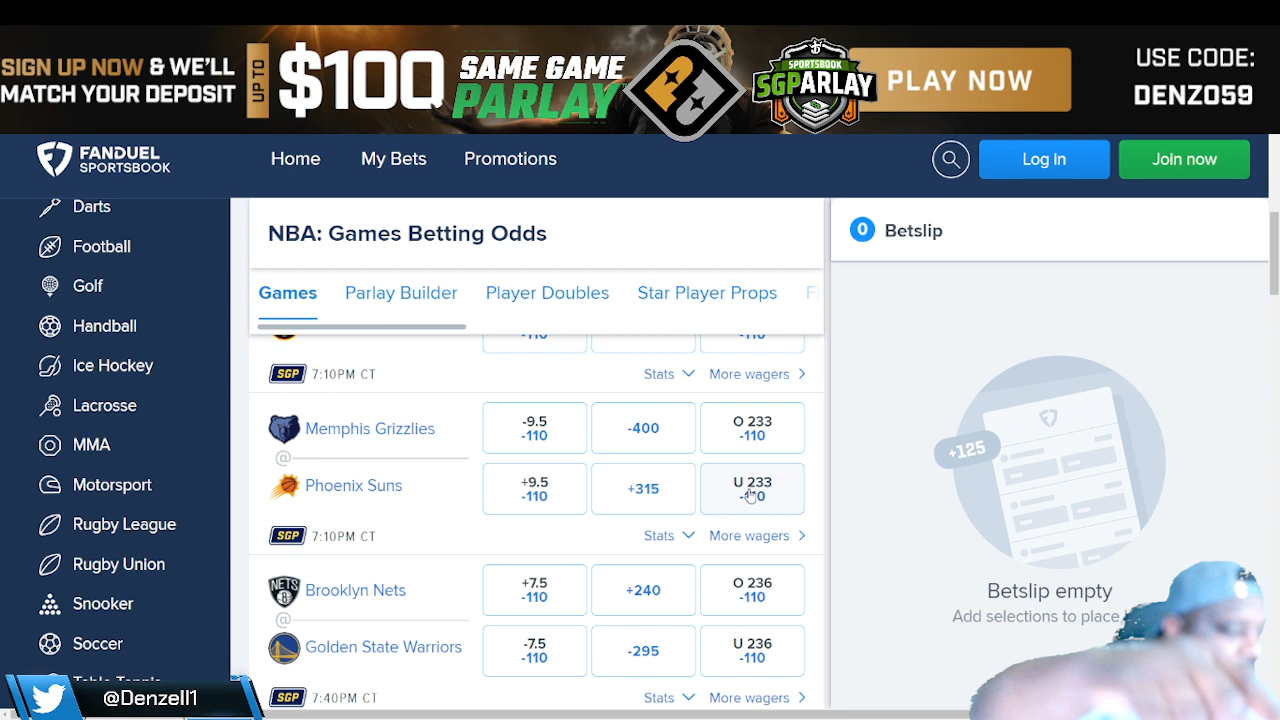 SIGN UP NOW & WE'LL
MATCH YOUR DEPOSIT
UP TO
$100
SAME GAME
PARLAY
SPORTSBOOK
SGPARLAY
PLAY NOW
USE CODE:
DENZO59
FANDUEL
SPORTSBOOK
Home
My Bets
Promotions
Log In
Join now
Darts
Football
Golf
Handball
Ice Hockey
Lacrosse
MMA
Motorsport
Rugby League
Rugby Union
Snooker
Soccer
@Denzell1
NBA: Games Betting Odds
Games Parlay Builder Player Doubles Star Player Props
-110 -110
SGP 7:10PM CT Stats More wagers
Memphis Grizzlies -9.5 -110 -400 O 233 -110
@
Phoenix Suns +9.5 -110 +315 U 233
SGP 7:10PM CT Stats More wagers
Brooklyn Nets +7.5 -110 +240 O 236 -110
@
Golden State Warriors -7.5 -110 -295 U 236 -110
SGP 7:40PM CT Stats More wagers
0 Betslip
+125
Betslip empty
Add selections to place